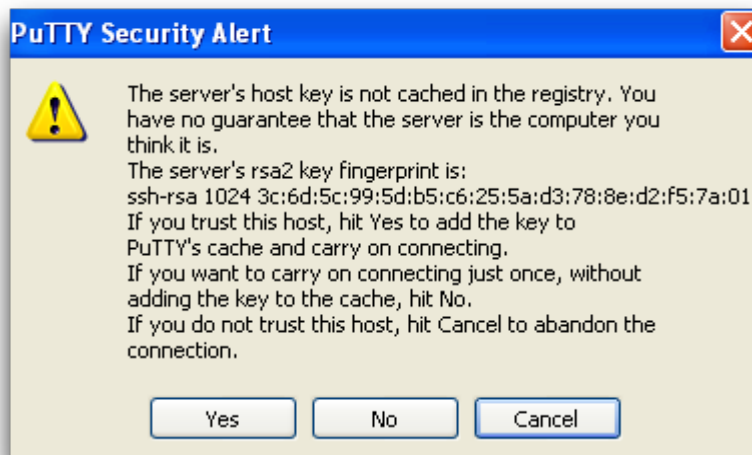 PuTTY Security Alert
The server's host key is not cached in the registry. You
have no guarantee that the server is the computer you
think it is.
The server's rsa2 key fingerprint is:
ssh-rsa 1024 3c:6d:5c:99:5d:b5:c6:25:5a:d3:78:8e:d2:f5:7a:01
If you trust this host, hit Yes to add the key to
PuTTY's cache and carry on connecting.
If you want to carry on connecting just once, without
adding the key to the cache, hit No.
If you do not trust this host, hit Cancel to abandon the
connection.
Yes No Cancel